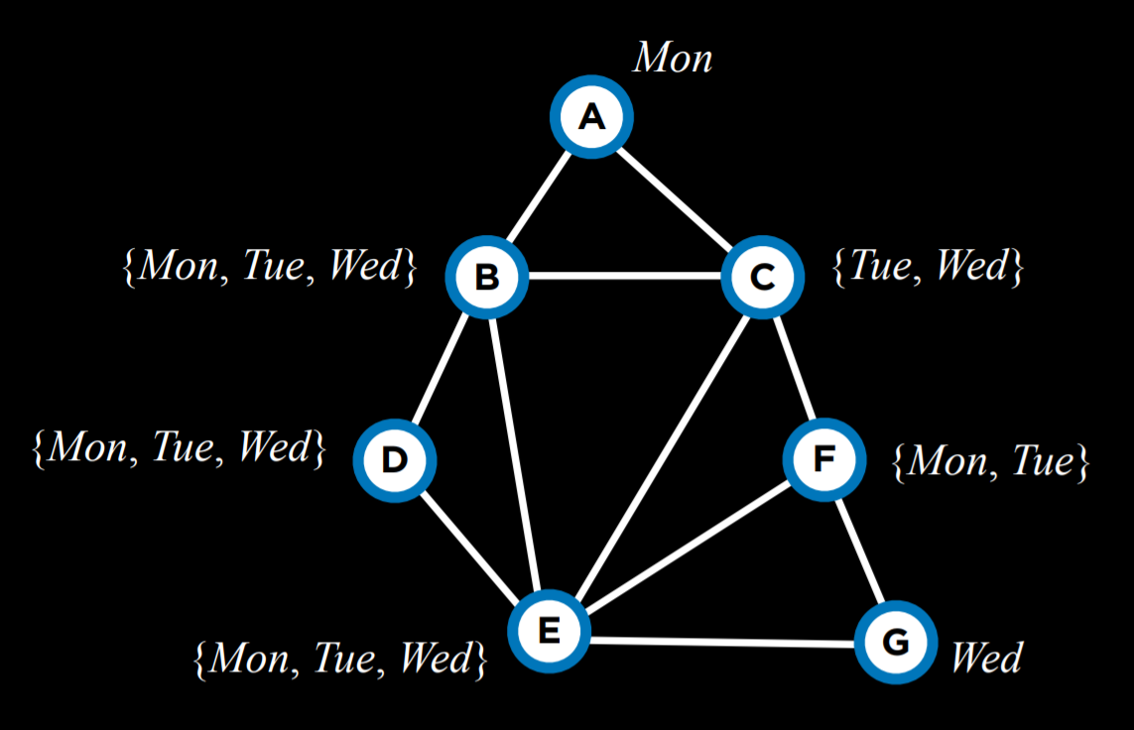 Mon
A
{Mon, Tue, Wed}
B
C
{Tue, Wed}
{Mon, Tue, Wed}
D
F
{Mon, Tue}
E
G
{Mon, Tue, Wed}
Wed